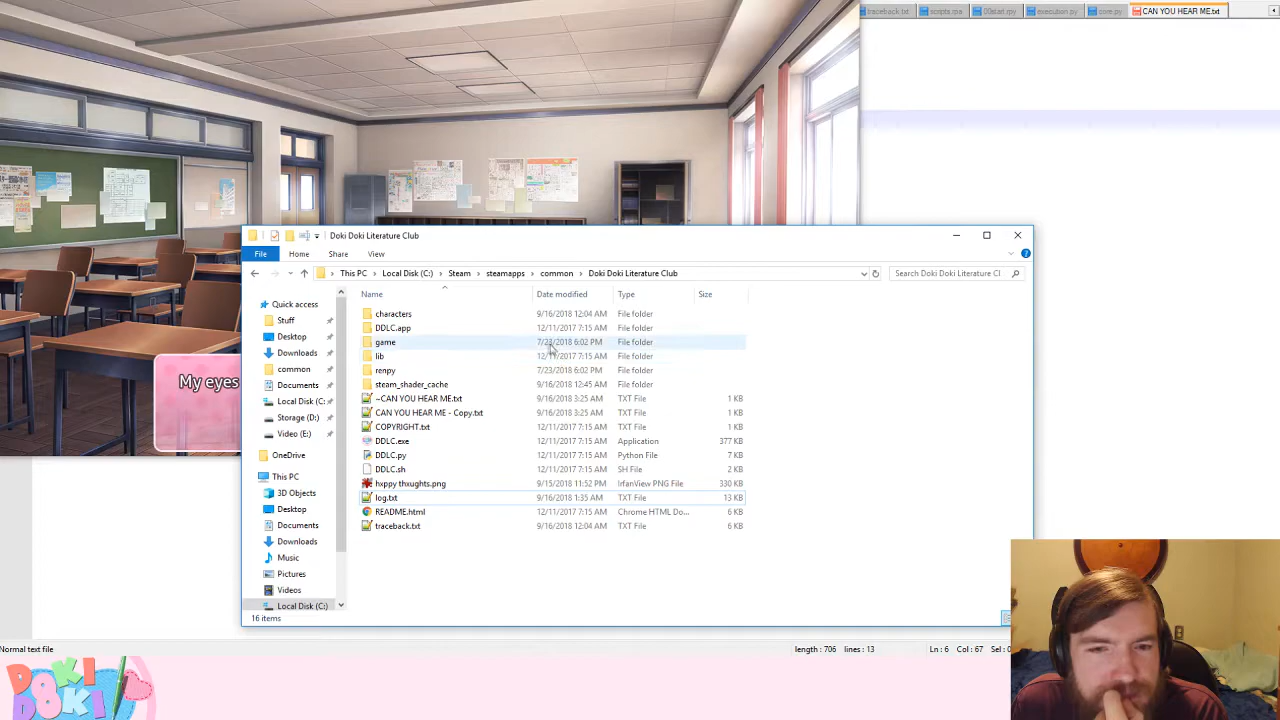 traceback.txt scripts.rpa 00start.rpy execution.py core.py CAN YOU HEAR ME.txt
My eyes
Doki Doki Literature Club
File Home Share View
This PC Local Disk (C:) Steam steamapps common Doki Doki Literature Club Search Doki Doki Literature Cl
Name Date modified Type Size
Quick access
Stuff
Desktop
Downloads
common
Documents
Local Disk (C:
Storage (D:)
Video (E:)
OneDrive
This PC
3D Objects
Desktop
Documents
Downloads
Music
Pictures
Videos
Local Disk (C:)
characters 9/16/2018 12:04 AM File folder
DDLC.app 12/11/2017 7:15 AM File folder
game 7/23/2018 6:02 PM File folder
lib 12/11/2017 7:15 AM File folder
renpy 7/23/2018 6:02 PM File folder
steam_shader_cache 9/16/2018 12:45 AM File folder
~CAN YOU HEAR ME.txt 9/16/2018 3:25 AM TXT File 1 KB
CAN YOU HEAR ME - Copy.txt 9/16/2018 3:25 AM TXT File 1 KB
COPYRIGHT.txt 12/11/2017 7:15 AM TXT File 1 KB
DDLC.exe 12/11/2017 7:15 AM Application 377 KB
DDLC.py 12/11/2017 7:15 AM Python File 7 KB
DDLC.sh 12/11/2017 7:15 AM SH File 2 KB
hxppy thxughts.png 9/15/2018 11:52 PM IrfanView PNG File 330 KB
log.txt 9/16/2018 1:35 AM TXT File 13 KB
README.html 12/11/2017 7:15 AM Chrome HTML Do... 6 KB
traceback.txt 9/16/2018 12:04 AM TXT File 6 KB
16 items
Normal text file length : 706 lines : 13 Ln : 6 Col : 67 Sel : 0
DOKI
DOKI